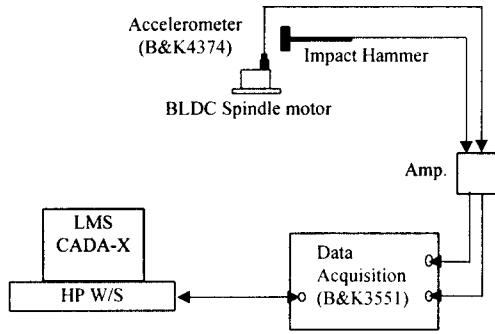 Accelerometer
(B&K4374)
Impact Hammer
BLDC Spindle motor
Amp.
LMS
CADA-X
HP W/S
Data
Acquisition
(B&K3551)